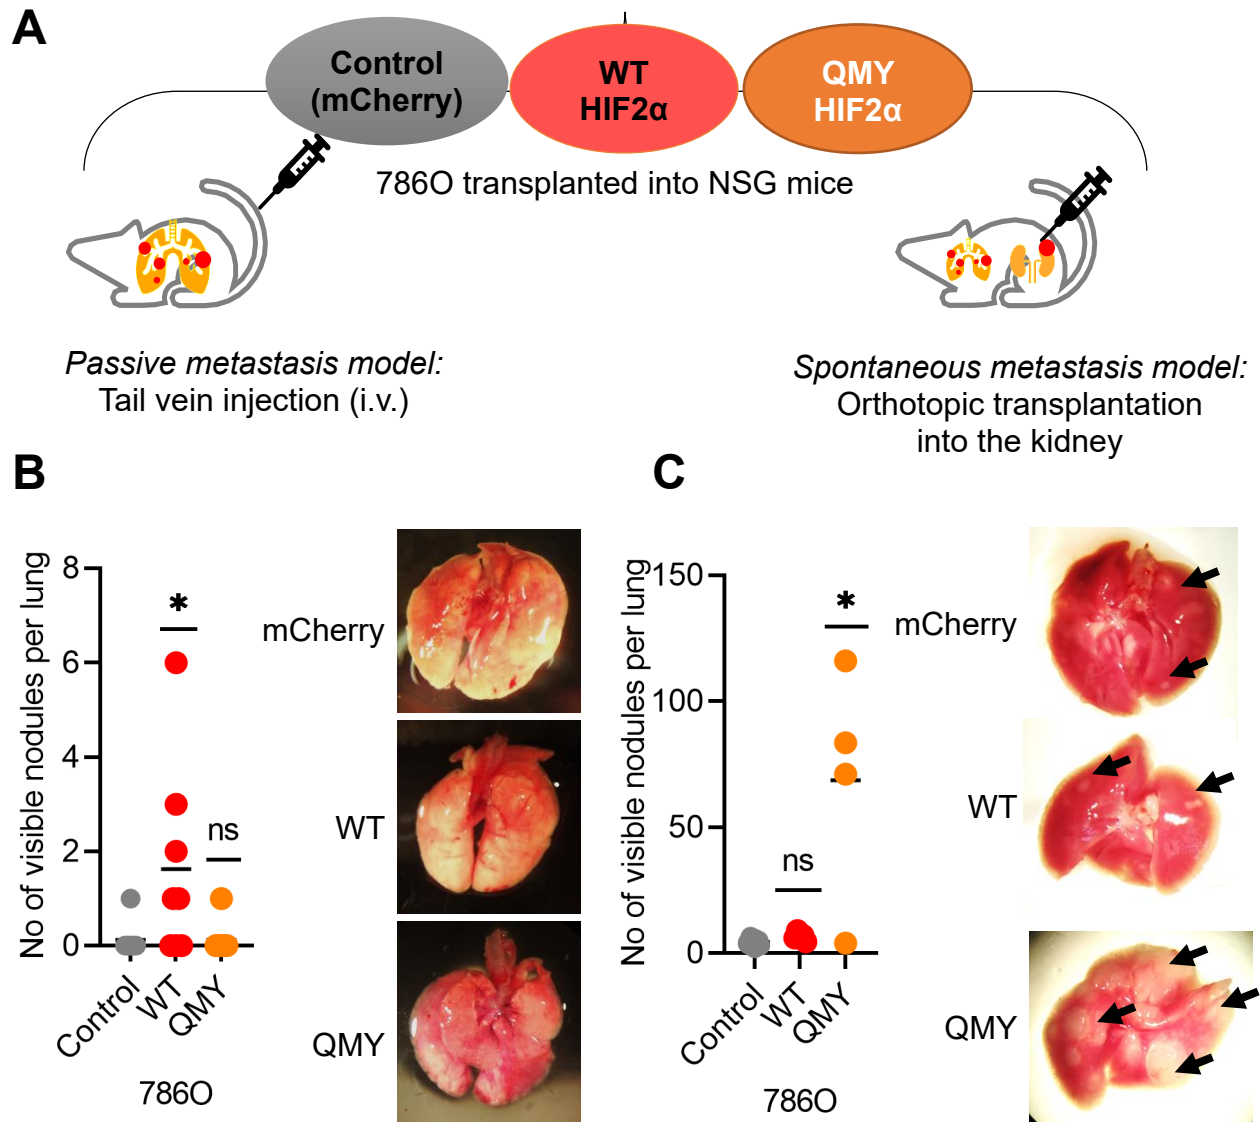 A
Control
(mCherry)
WT
HIF2α
QMY
HIF2α
786O transplanted into NSG mice
Passive metastasis model:
Tail vein injection (i.v.)
Spontaneous metastasis model:
Orthotopic transplantation
into the kidney
B
No of visible nodules per lung
8
6
4
2
0
*
ns
Control
WT
QMY
786O
mCherry
WT
QMY
C
No of visible nodules per lung
150
100
50
0
ns
*
Control
WT
QMY
786O
mCherry
WT
QMY